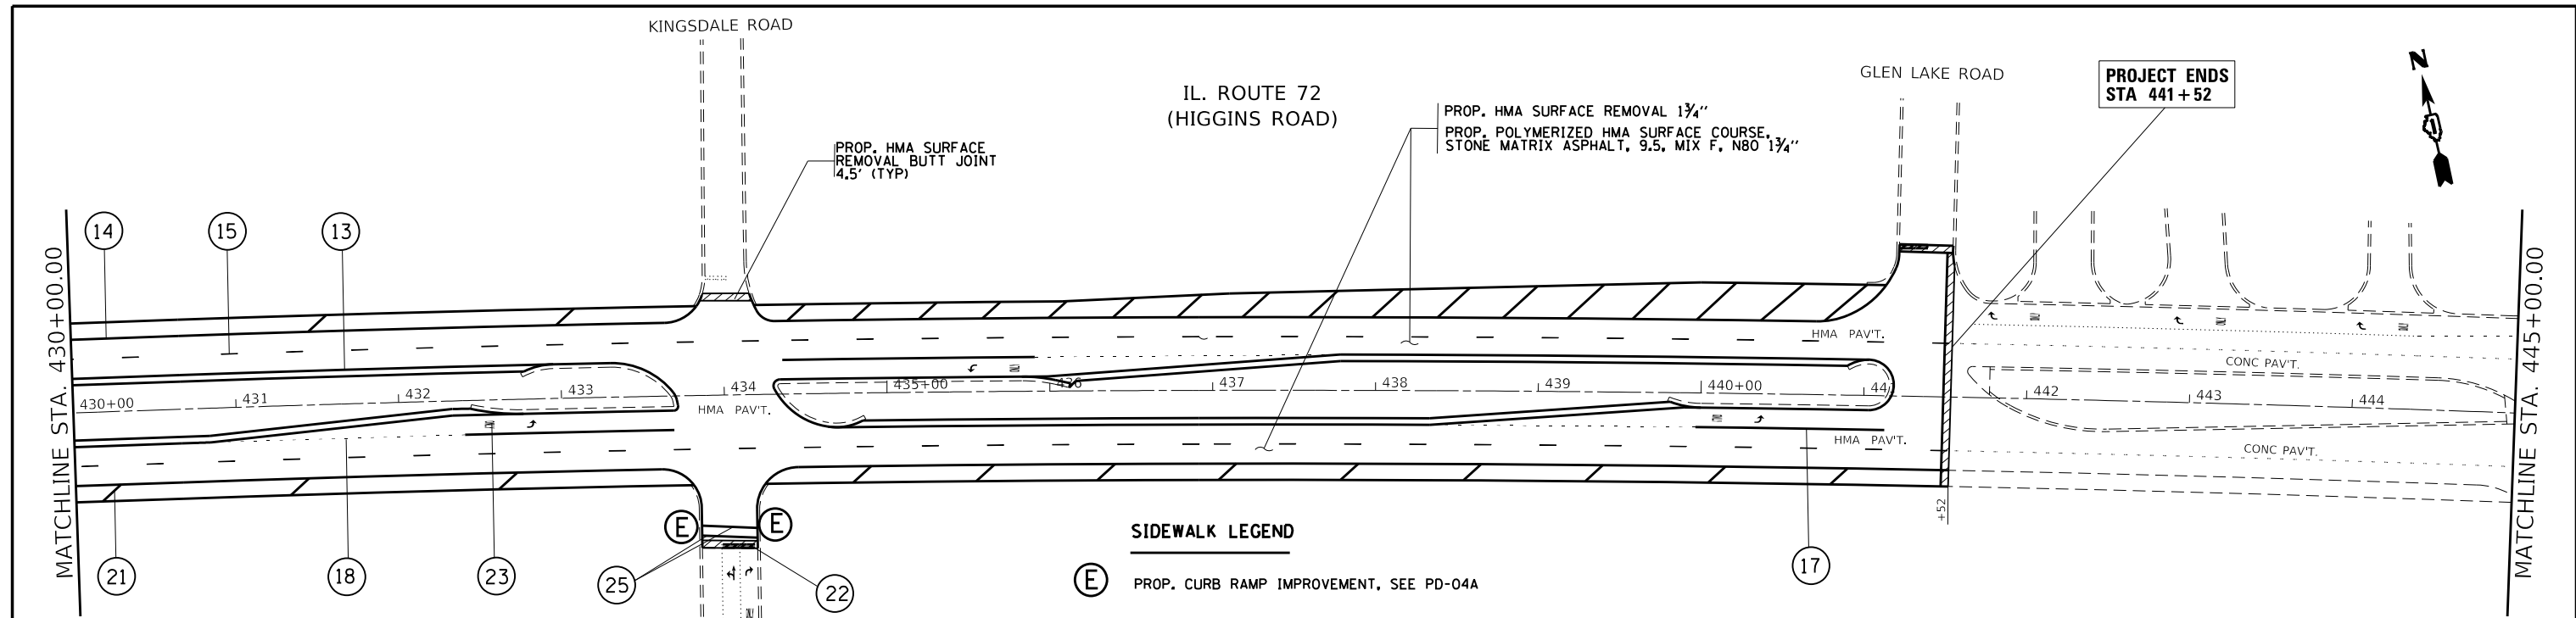 KINGSDALE ROAD
IL. ROUTE 72
(HIGGINS ROAD)
GLEN LAKE ROAD
PROJECT ENDS
STA 441+52
N
PROP. HMA SURFACE
REMOVAL BUTT JOINT
4.5' (TYP)
PROP. HMA SURFACE REMOVAL 1¾"
PROP. POLYMERIZED HMA SURFACE COURSE,
STONE MATRIX ASPHALT, 9.5, MIX F, N80 1¾"
14
15
13
MATCHLINE STA. 430+00.00
MATCHLINE STA. 445+00.00
HMA PAV'T.
CONC PAV'T.
430+00
431
432
433
434
435+00
436
437
438
439
440+00
441
442
443
444
HMA PAV'T.
HMA PAV'T.
CONC PAV'T.
+52
E
E
SIDEWALK LEGEND
E PROP. CURB RAMP IMPROVEMENT, SEE PD-04A
21
18
23
25
22
17